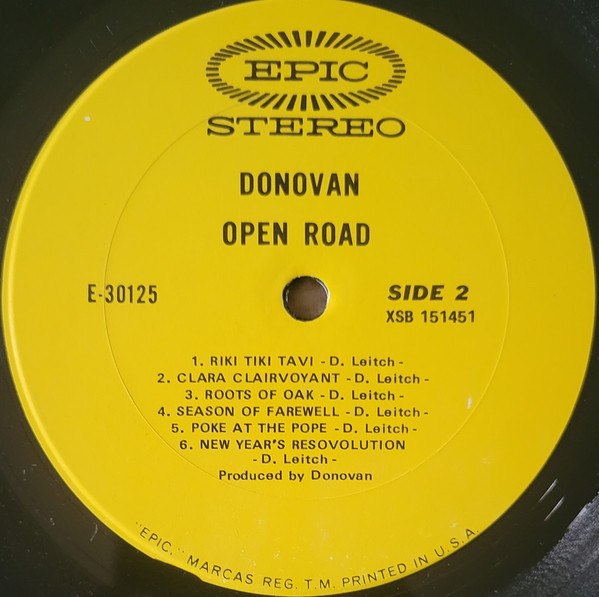 EPIC
STEREO
DONOVAN
OPEN ROAD
E-30125
SIDE 2
XSB 151451
1. RIKI TIKI TAVI - D. Leitch -
2. CLARA CLAIRVOYANT - D. Leitch -
3. ROOTS OF OAK - D. Leitch -
4. SEASON OF FAREWELL - D. Leitch -
5. POKE AT THE POPE - D. Leitch -
6. NEW YEAR'S RESOVOLUTION
- D. Leitch -
Produced by Donovan
"EPIC," MARCAS REG. T.M. PRINTED IN U.S.A.